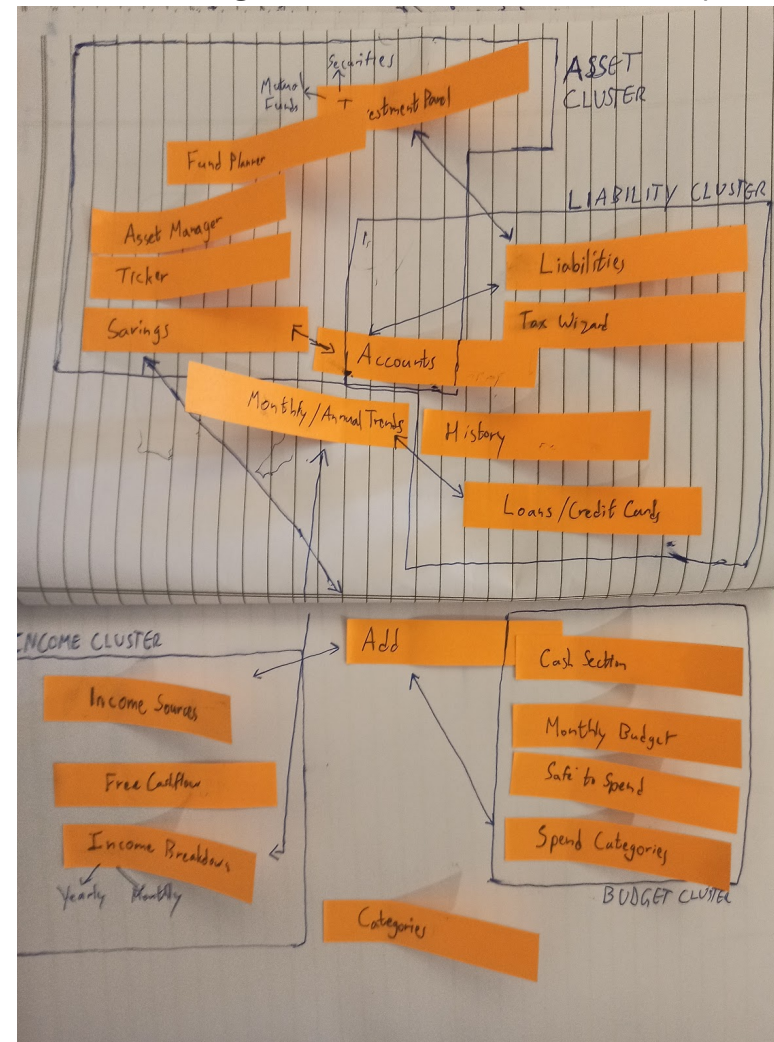 Securities
Mutual
Funds
estment Panel
ASSET
CLUSTER
Fund Planner
LIABILITY CLUSTER
Asset Manager
Liabilities
Ticker
Tax Wizard
Savings
Accounts
Monthly/Annual Trends
History
Loans/Credit Cards
INCOME CLUSTER
Add
Cash Section
Income Sources
Monthly Budget
Free Cashflow
Safe to Spend
Income Breakdown
Spend Categories
Yearly Monthly
BUDGET CLUSTER
Categories